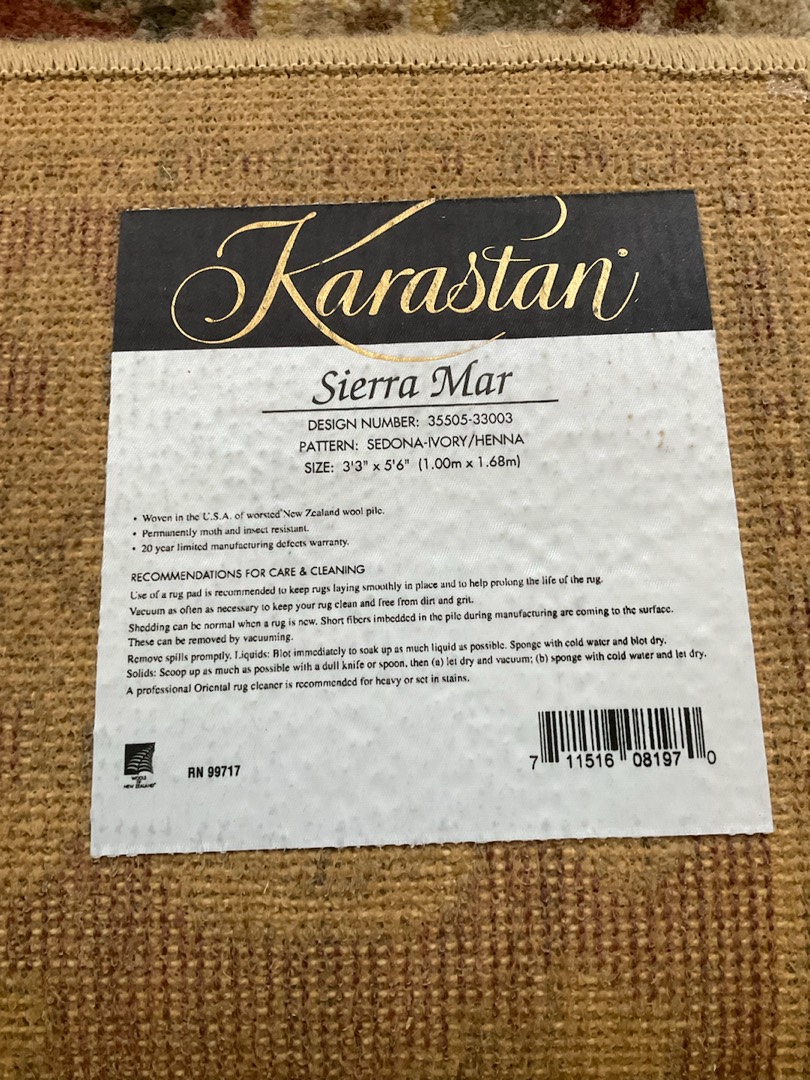 Karastan
Sierra Mar
DESIGN NUMBER: 35505-33003
PATTERN: SEDONA-IVORY/HENNA
SIZE: 3'3" x 5'6" (1.00m x 1.68m)
• Woven in the U.S.A. of worsted New Zealand wool pile.
• Permanently moth and insect resistant.
• 20 year limited manufacturing defects warranty.
RECOMMENDATIONS FOR CARE & CLEANING
Use of a rug pad is recommended to keep rugs laying smoothly in place and to help prolong the life of the rug.
Vacuum as often as necessary to keep your rug clean and free from dirt and grit.
Shedding can be normal when a rug is new. Short fibers imbedded in the pile during manufacturing are coming to the surface.
These can be removed by vacuuming.
Remove spills promptly. Liquids: Blot immediately to soak up as much liquid as possible. Sponge with cold water and blot dry.
Solids: Scoop up as much as possible with a dull knife or spoon, then (a) let dry and vacuum; (b) sponge with cold water and let dry.
A professional Oriental rug cleaner is recommended for heavy or set in stains.
WOOLS
OF
NEW ZEALAND
RN 99717
7 11516 08197 0